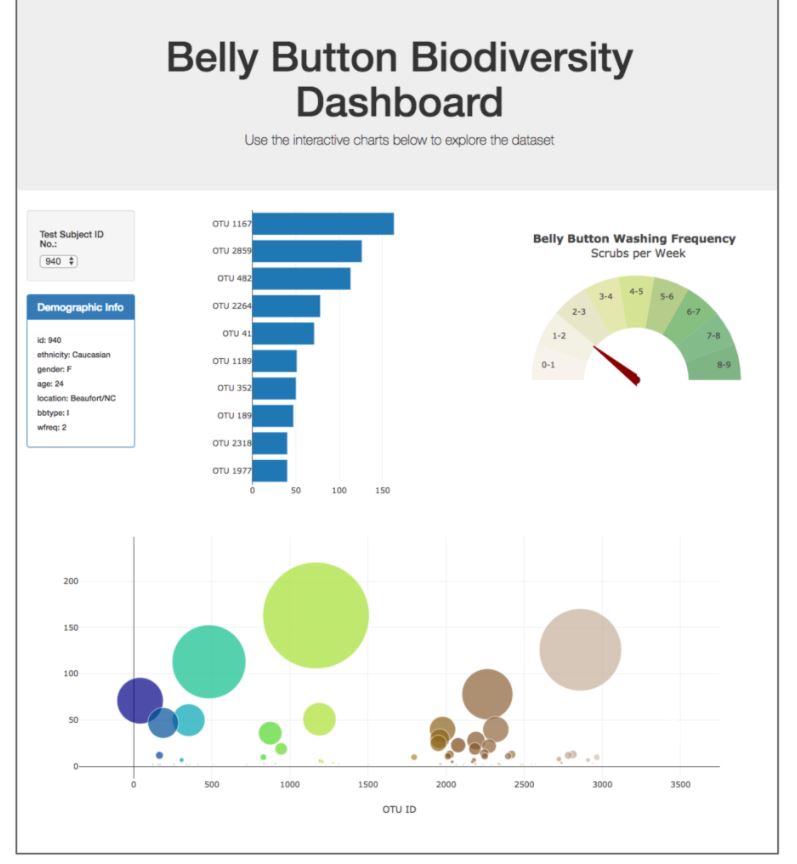 Belly Button Biodiversity
Dashboard
Use the interactive charts below to explore the dataset
Test Subject ID
No.:
940
Demographic Info
id: 940
ethnicity: Caucasian
gender: F
age: 24
location: Beaufort/NC
bbtype: I
wfreq: 2
OTU 1167
OTU 2859
OTU 482
OTU 2264
OTU 41
OTU 1189
OTU 352
OTU 189
OTU 2318
OTU 1977
0 50 100 150
Belly Button Washing Frequency
Scrubs per Week
0-1
1-2
2-3
3-4
4-5
5-6
6-7
7-8
8-9
200
150
100
50
0
0 500 1000 1500 2000 2500 3000 3500
OTU ID